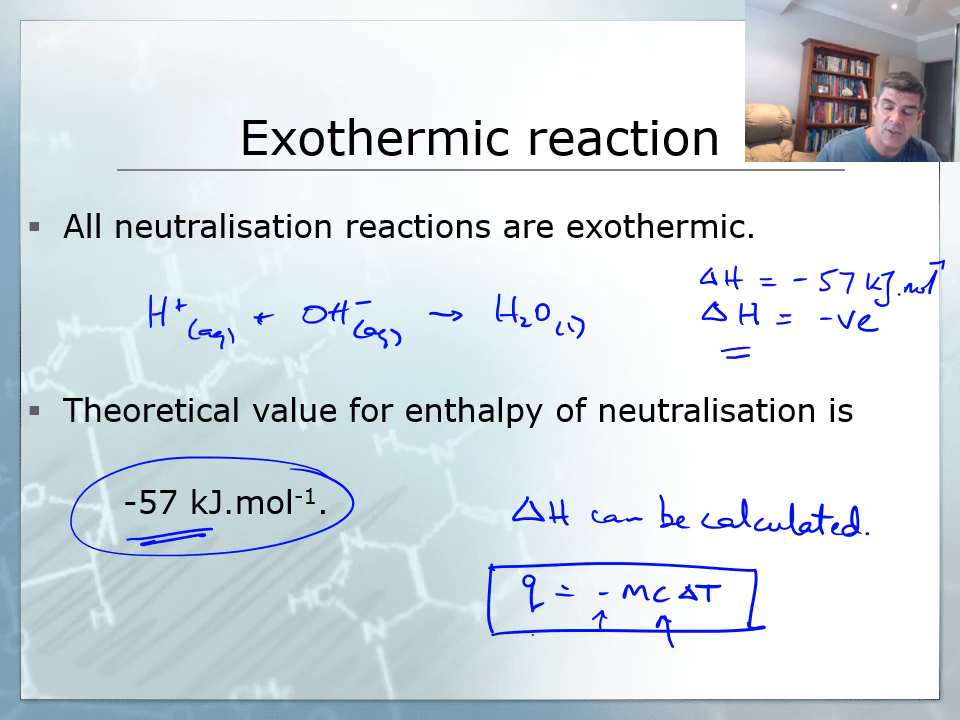 Exothermic reaction
▪ All neutralisation reactions are exothermic.
ΔH = - 57 kJ.mol⁻¹
H⁺(aq) + OH⁻(aq) → H₂O(l)
ΔH = -ve
▪ Theoretical value for enthalpy of neutralisation is
-57 kJ.mol⁻¹.
ΔH can be calculated.
q = - mcΔT